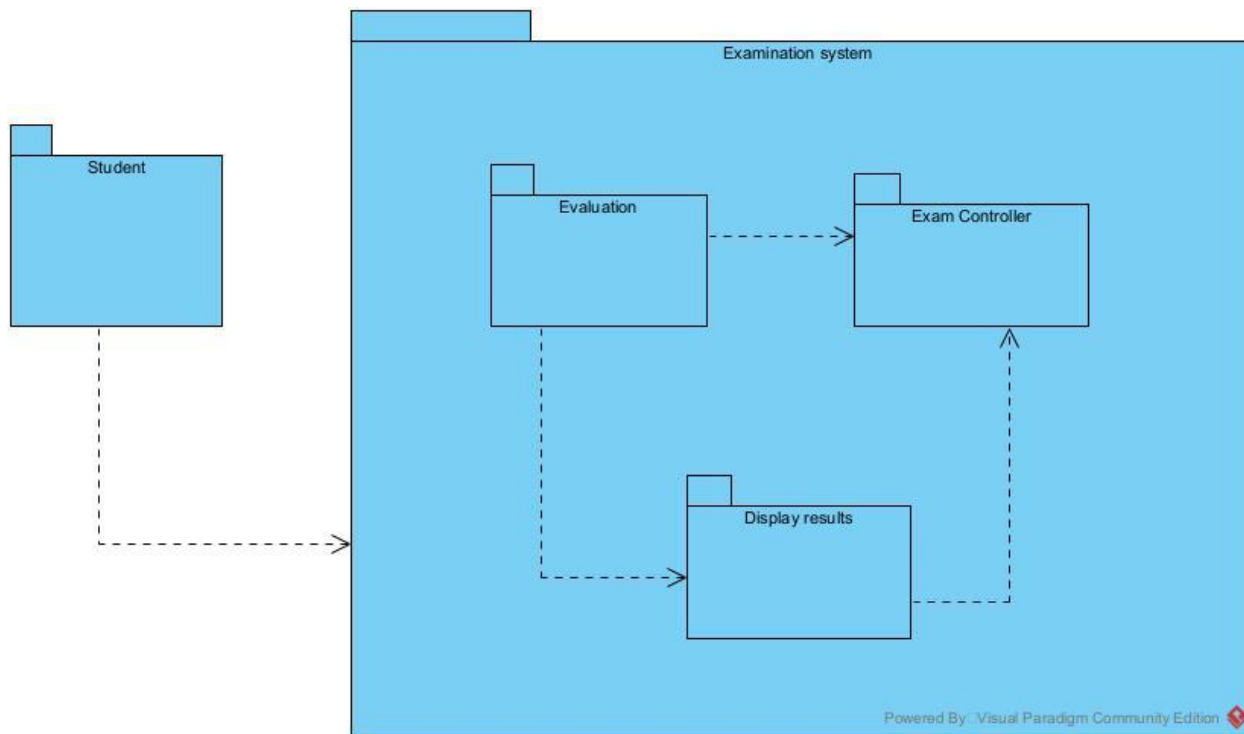 Examination system
Student
Evaluation
Exam Controller
Display results
Powered By Visual Paradigm Community Edition